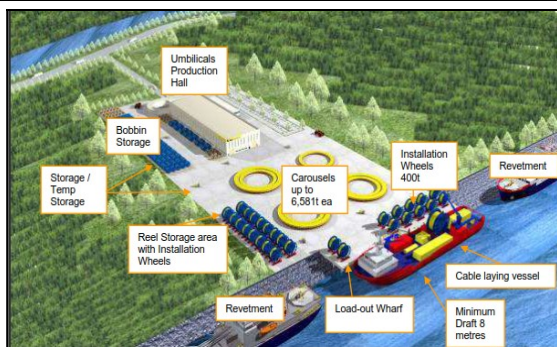 Umbilicals
Production
Hall
Bobbin
Storage
Storage /
Temp
Storage
Carousels
up to
6,581t ea
Installation
Wheels
400t
Revetment
Reel Storage area
with Installation
Wheels
Cable laying vessel
Revetment
Load-out Wharf
Minimum
Draft 8
metres